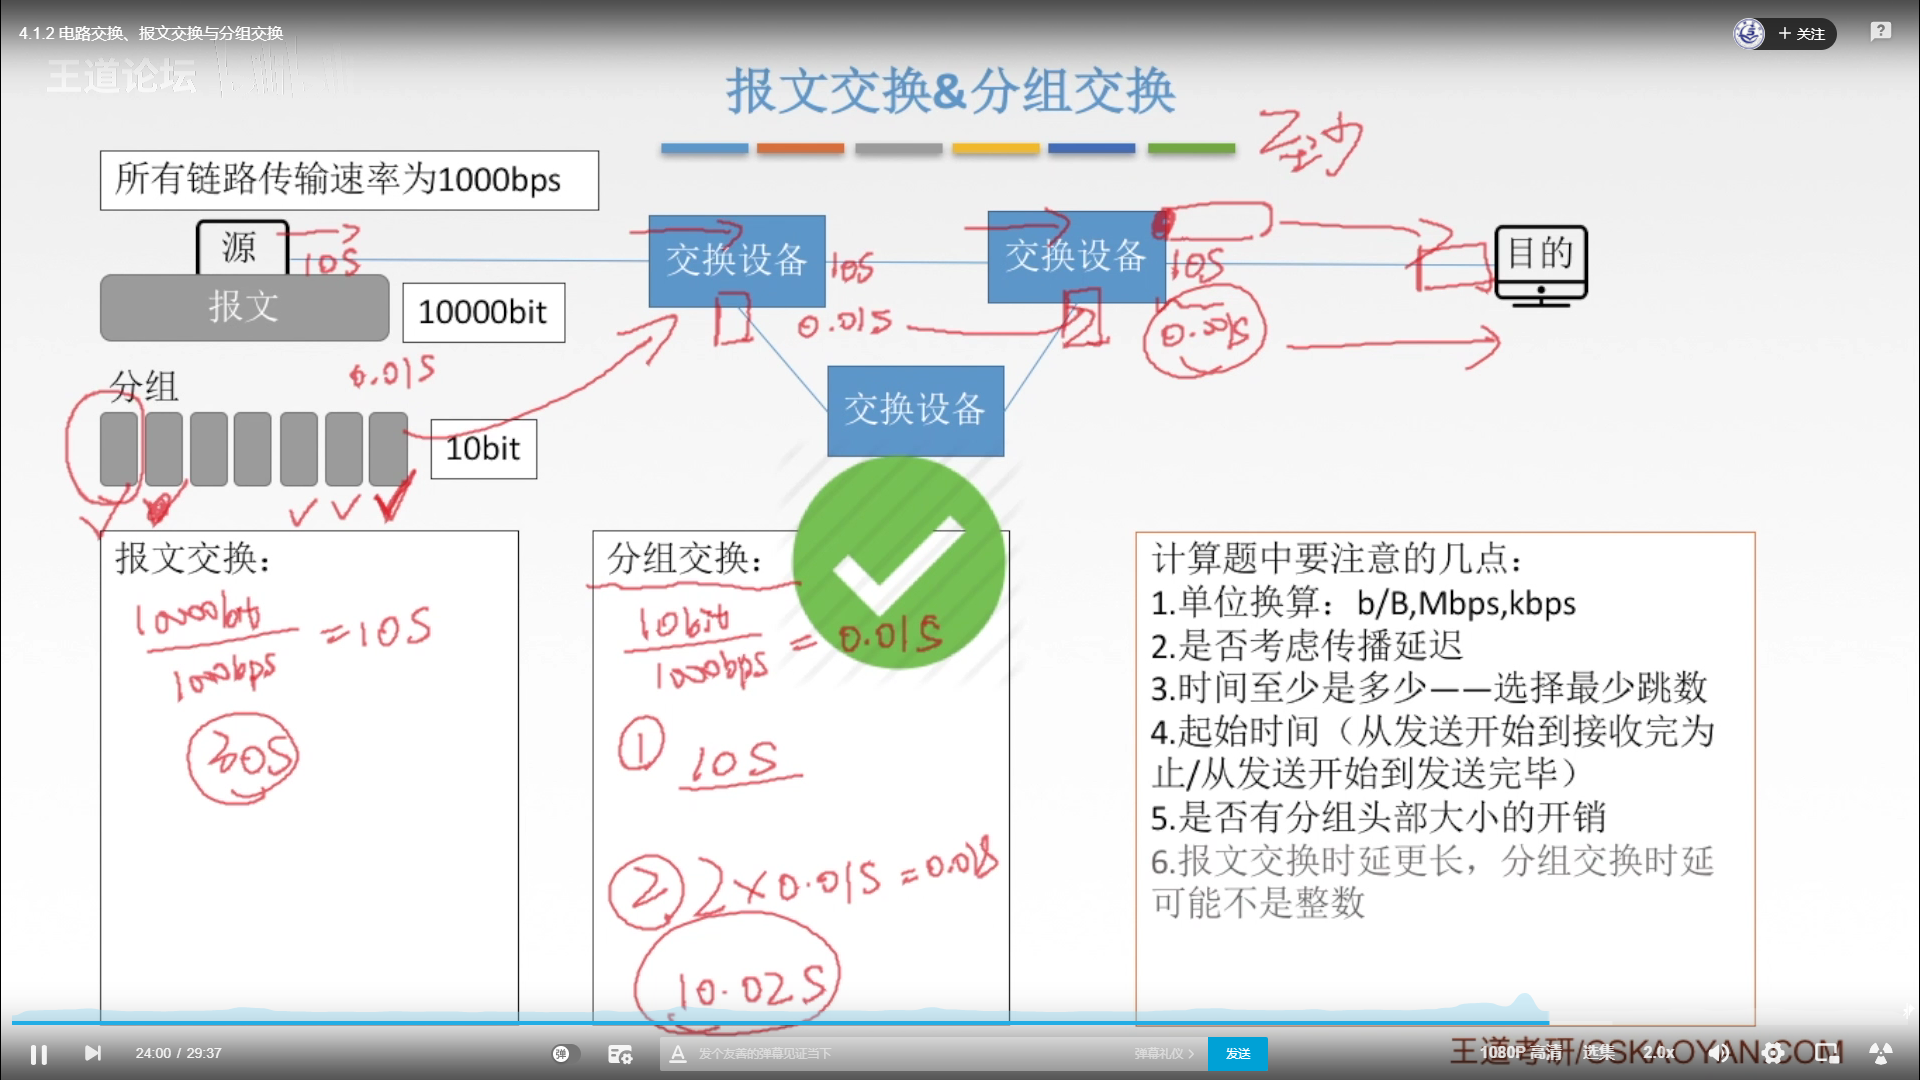 4.1.2 电路交换、报文交换与分组交换
+ 关注
王道论坛
报文交换&分组交换
至少
所有链路传输速率为1000bps
源
10S
交换设备
10S
交换设备
10S
目的
报文
10000bit
0.01S
0.01S
分组
0.01S
交换设备
10bit
报文交换：
10000bit
1000bps
=10S
30S
分组交换：
10bit
1000bps
=0.01S
① 10S
② 2×0.01S=0.02S
10.02S
计算题中要注意的几点：
1.单位换算：b/B,Mbps,kbps
2.是否考虑传播延迟
3.时间至少是多少——选择最少跳数
4.起始时间（从发送开始到接收完为
止/从发送开始到发送完毕）
5.是否有分组头部大小的开销
6.报文交换时延更长，分组交换时延
可能不是整数
24:00 / 29:37
弹
发个友善的弹幕见证当下
弹幕礼仪 >
发送
王道考研/CSKAOYAN.COM
1080P 高清
选集
2.0x